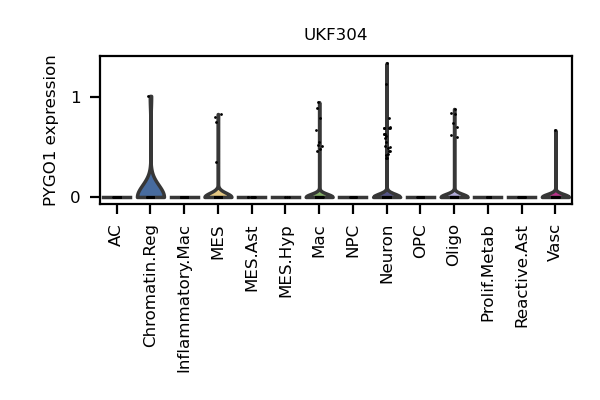 UKF304
PYGO1 expression
1
0
AC
Chromatin.Reg
Inflammatory.Mac
MES
MES.Ast
MES.Hyp
Mac
NPC
Neuron
OPC
Oligo
Prolif.Metab
Reactive.Ast
Vasc